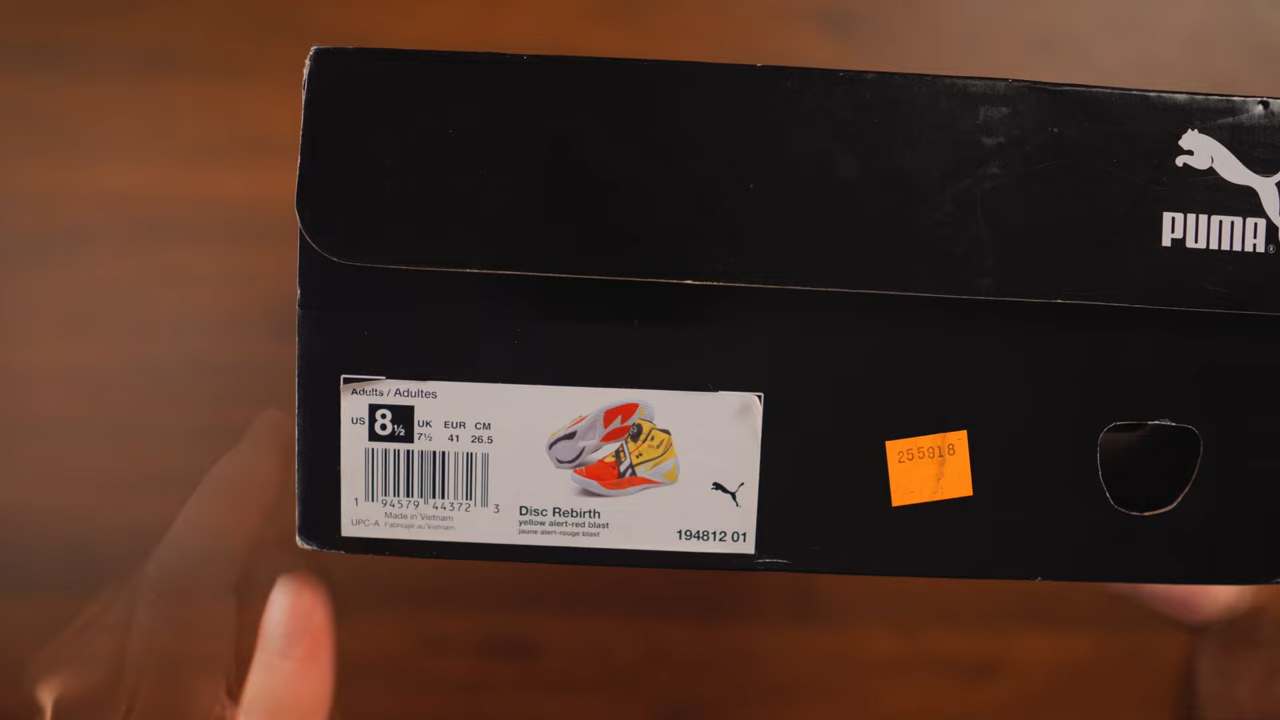 PUMA®
Adults / Adultes
US 8½ UK 7½ EUR 41 CM 26.5
1 94579 44372 3
UPC-A
Made in Vietnam
Fabriqué au Vietnam
Disc Rebirth
yellow alert-red blast
jaune alert-rouge blast
194812 01
255918